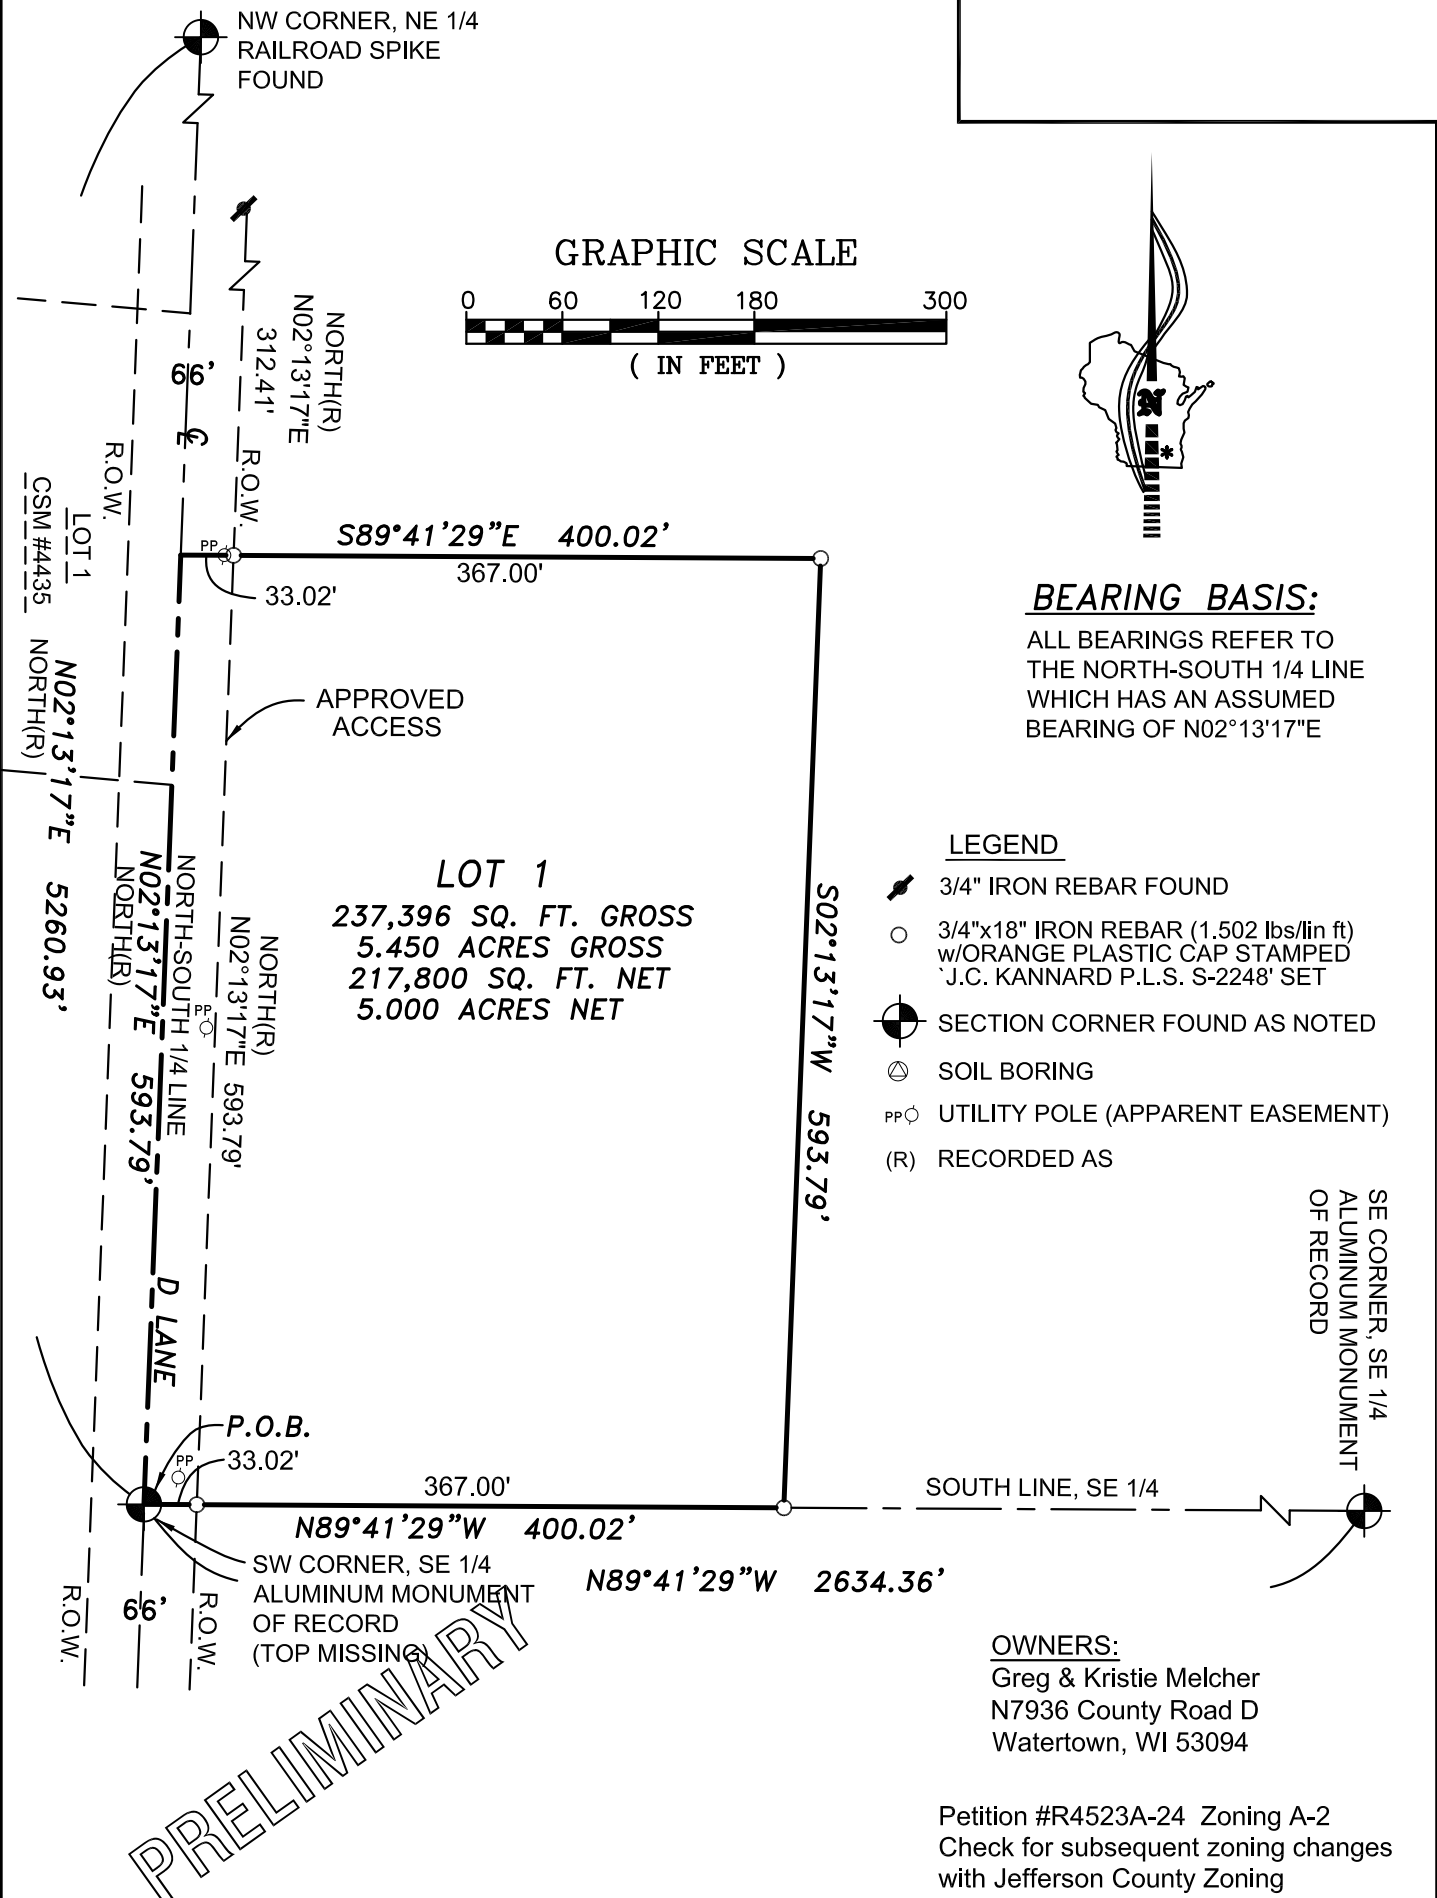 NW CORNER, NE 1/4
RAILROAD SPIKE
FOUND
GRAPHIC SCALE
0 60 120 180 300
( IN FEET )
NORTH(R)
N02°13'17"E
312.41'
66'
℄
R.O.W.
R.O.W.
LOT 1
CSM #4435
N
*
S89°41'29"E 400.02'
367.00'
PP
33.02'
BEARING BASIS:
ALL BEARINGS REFER TO
THE NORTH-SOUTH 1/4 LINE
WHICH HAS AN ASSUMED
BEARING OF N02°13'17"E
APPROVED
ACCESS
N02°13'17"E 5260.93'
NORTH(R)
LOT 1
237,396 SQ. FT. GROSS
5.450 ACRES GROSS
217,800 SQ. FT. NET
5.000 ACRES NET
NORTH-SOUTH 1/4 LINE
N02°13'17"E 593.79'
NORTH(R)
NORTH(R)
N02°13'17"E 593.79'
PP
S02°13'17"W 593.79'
LEGEND
3/4" IRON REBAR FOUND
3/4"x18" IRON REBAR (1.502 lbs/lin ft)
w/ORANGE PLASTIC CAP STAMPED
`J.C. KANNARD P.L.S. S-2248' SET
SECTION CORNER FOUND AS NOTED
SOIL BORING
PP UTILITY POLE (APPARENT EASEMENT)
(R) RECORDED AS
SE CORNER, SE 1/4
ALUMINUM MONUMENT
OF RECORD
D LANE
P.O.B.
PP
33.02'
367.00'
SOUTH LINE, SE 1/4
N89°41'29"W 400.02'
N89°41'29"W 2634.36'
SW CORNER, SE 1/4
ALUMINUM MONUMENT
OF RECORD
(TOP MISSING)
R.O.W.
66'
R.O.W.
PRELIMINARY
OWNERS:
Greg & Kristie Melcher
N7936 County Road D
Watertown, WI 53094
Petition #R4523A-24 Zoning A-2
Check for subsequent zoning changes
with Jefferson County Zoning